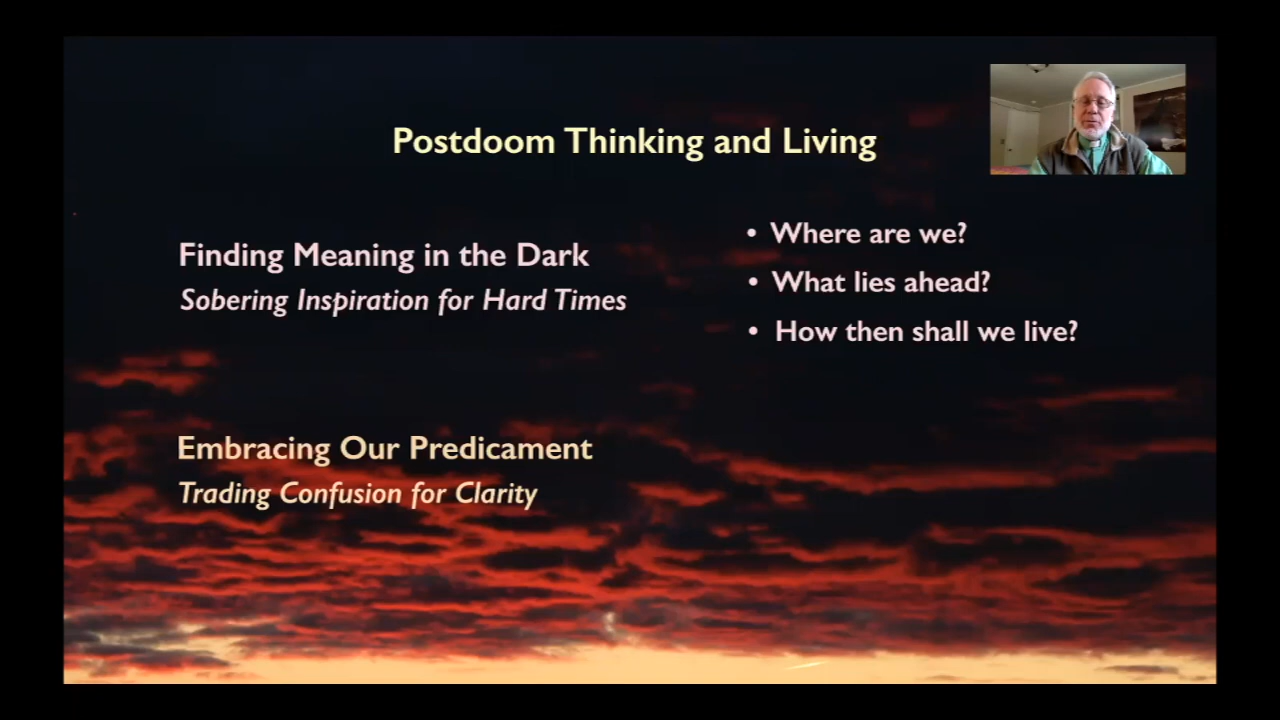 Postdoom Thinking and Living
Finding Meaning in the Dark
Sobering Inspiration for Hard Times
• Where are we?
• What lies ahead?
• How then shall we live?
Embracing Our Predicament
Trading Confusion for Clarity